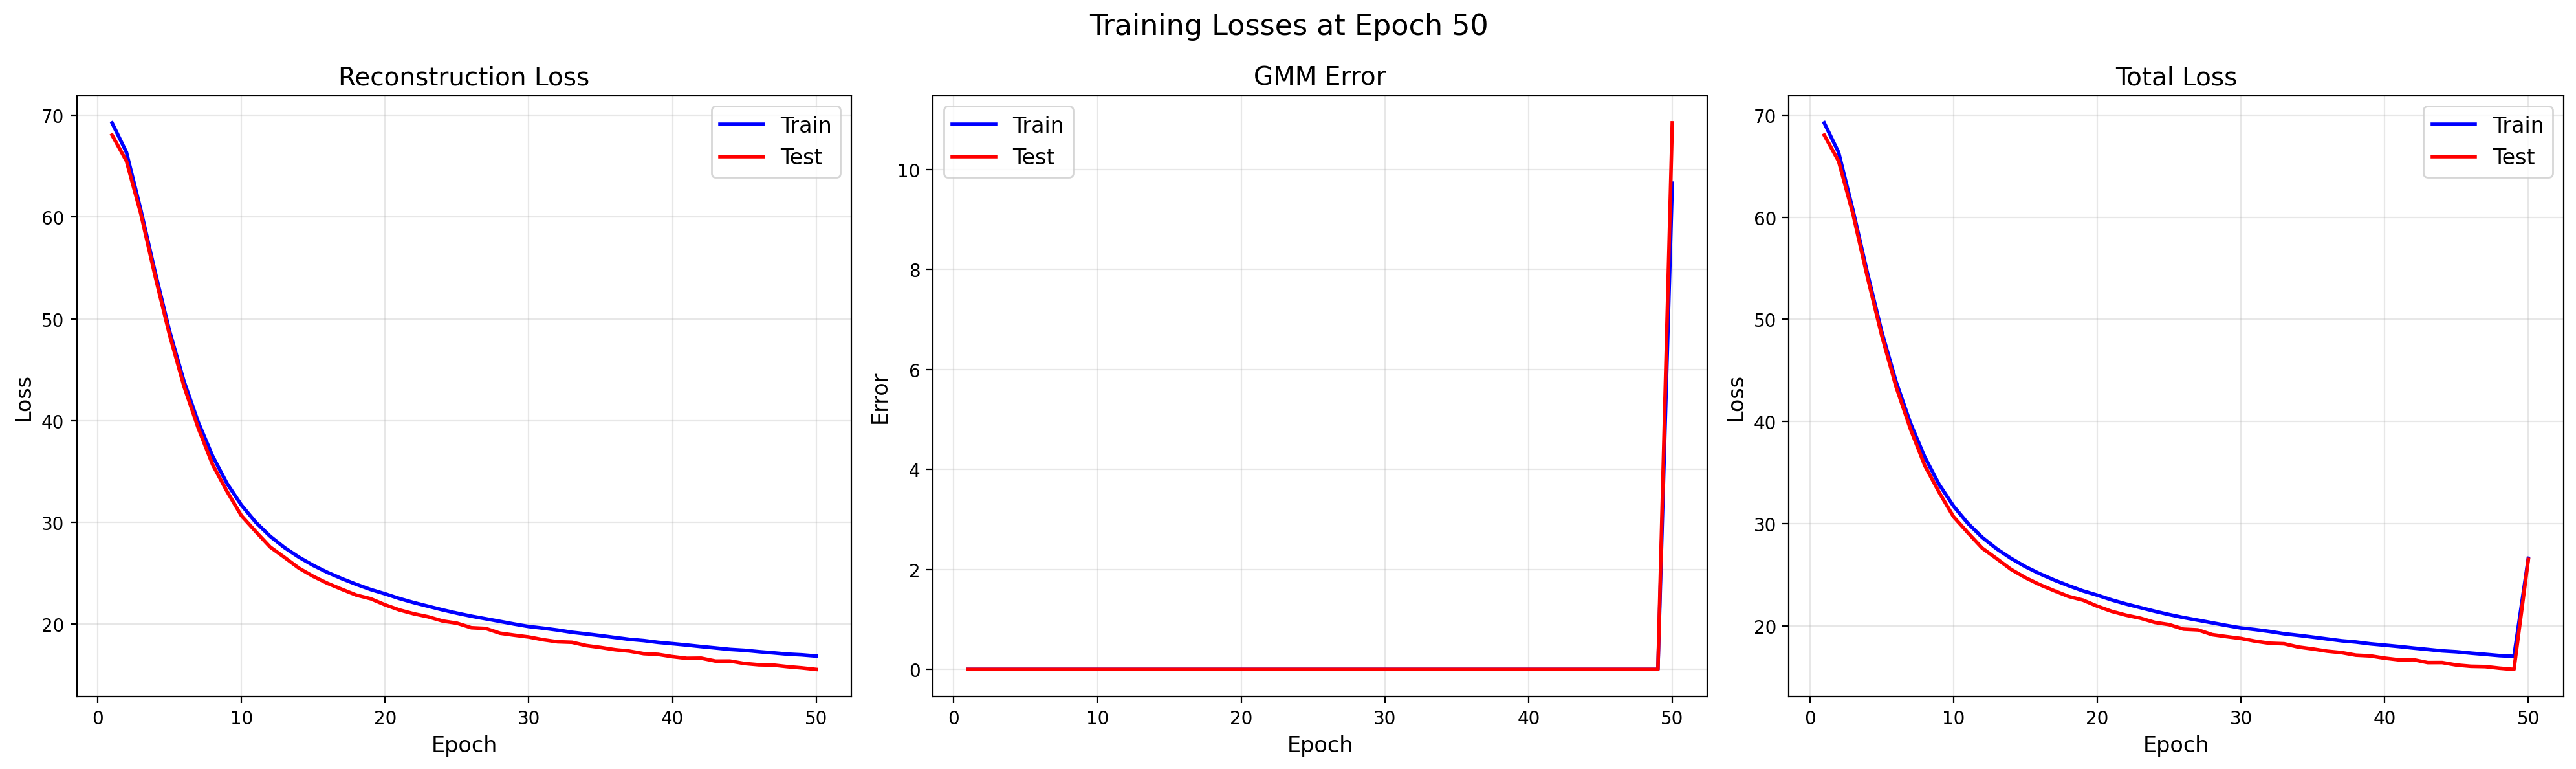 Training Losses at Epoch 50
Reconstruction Loss
Loss
70
60
50
40
30
20
0 10 20 30 40 50
Epoch
Train
Test
GMM Error
Error
10
8
6
4
2
0
0 10 20 30 40 50
Epoch
Train
Test
Total Loss
Loss
70
60
50
40
30
20
0 10 20 30 40 50
Epoch
Train
Test